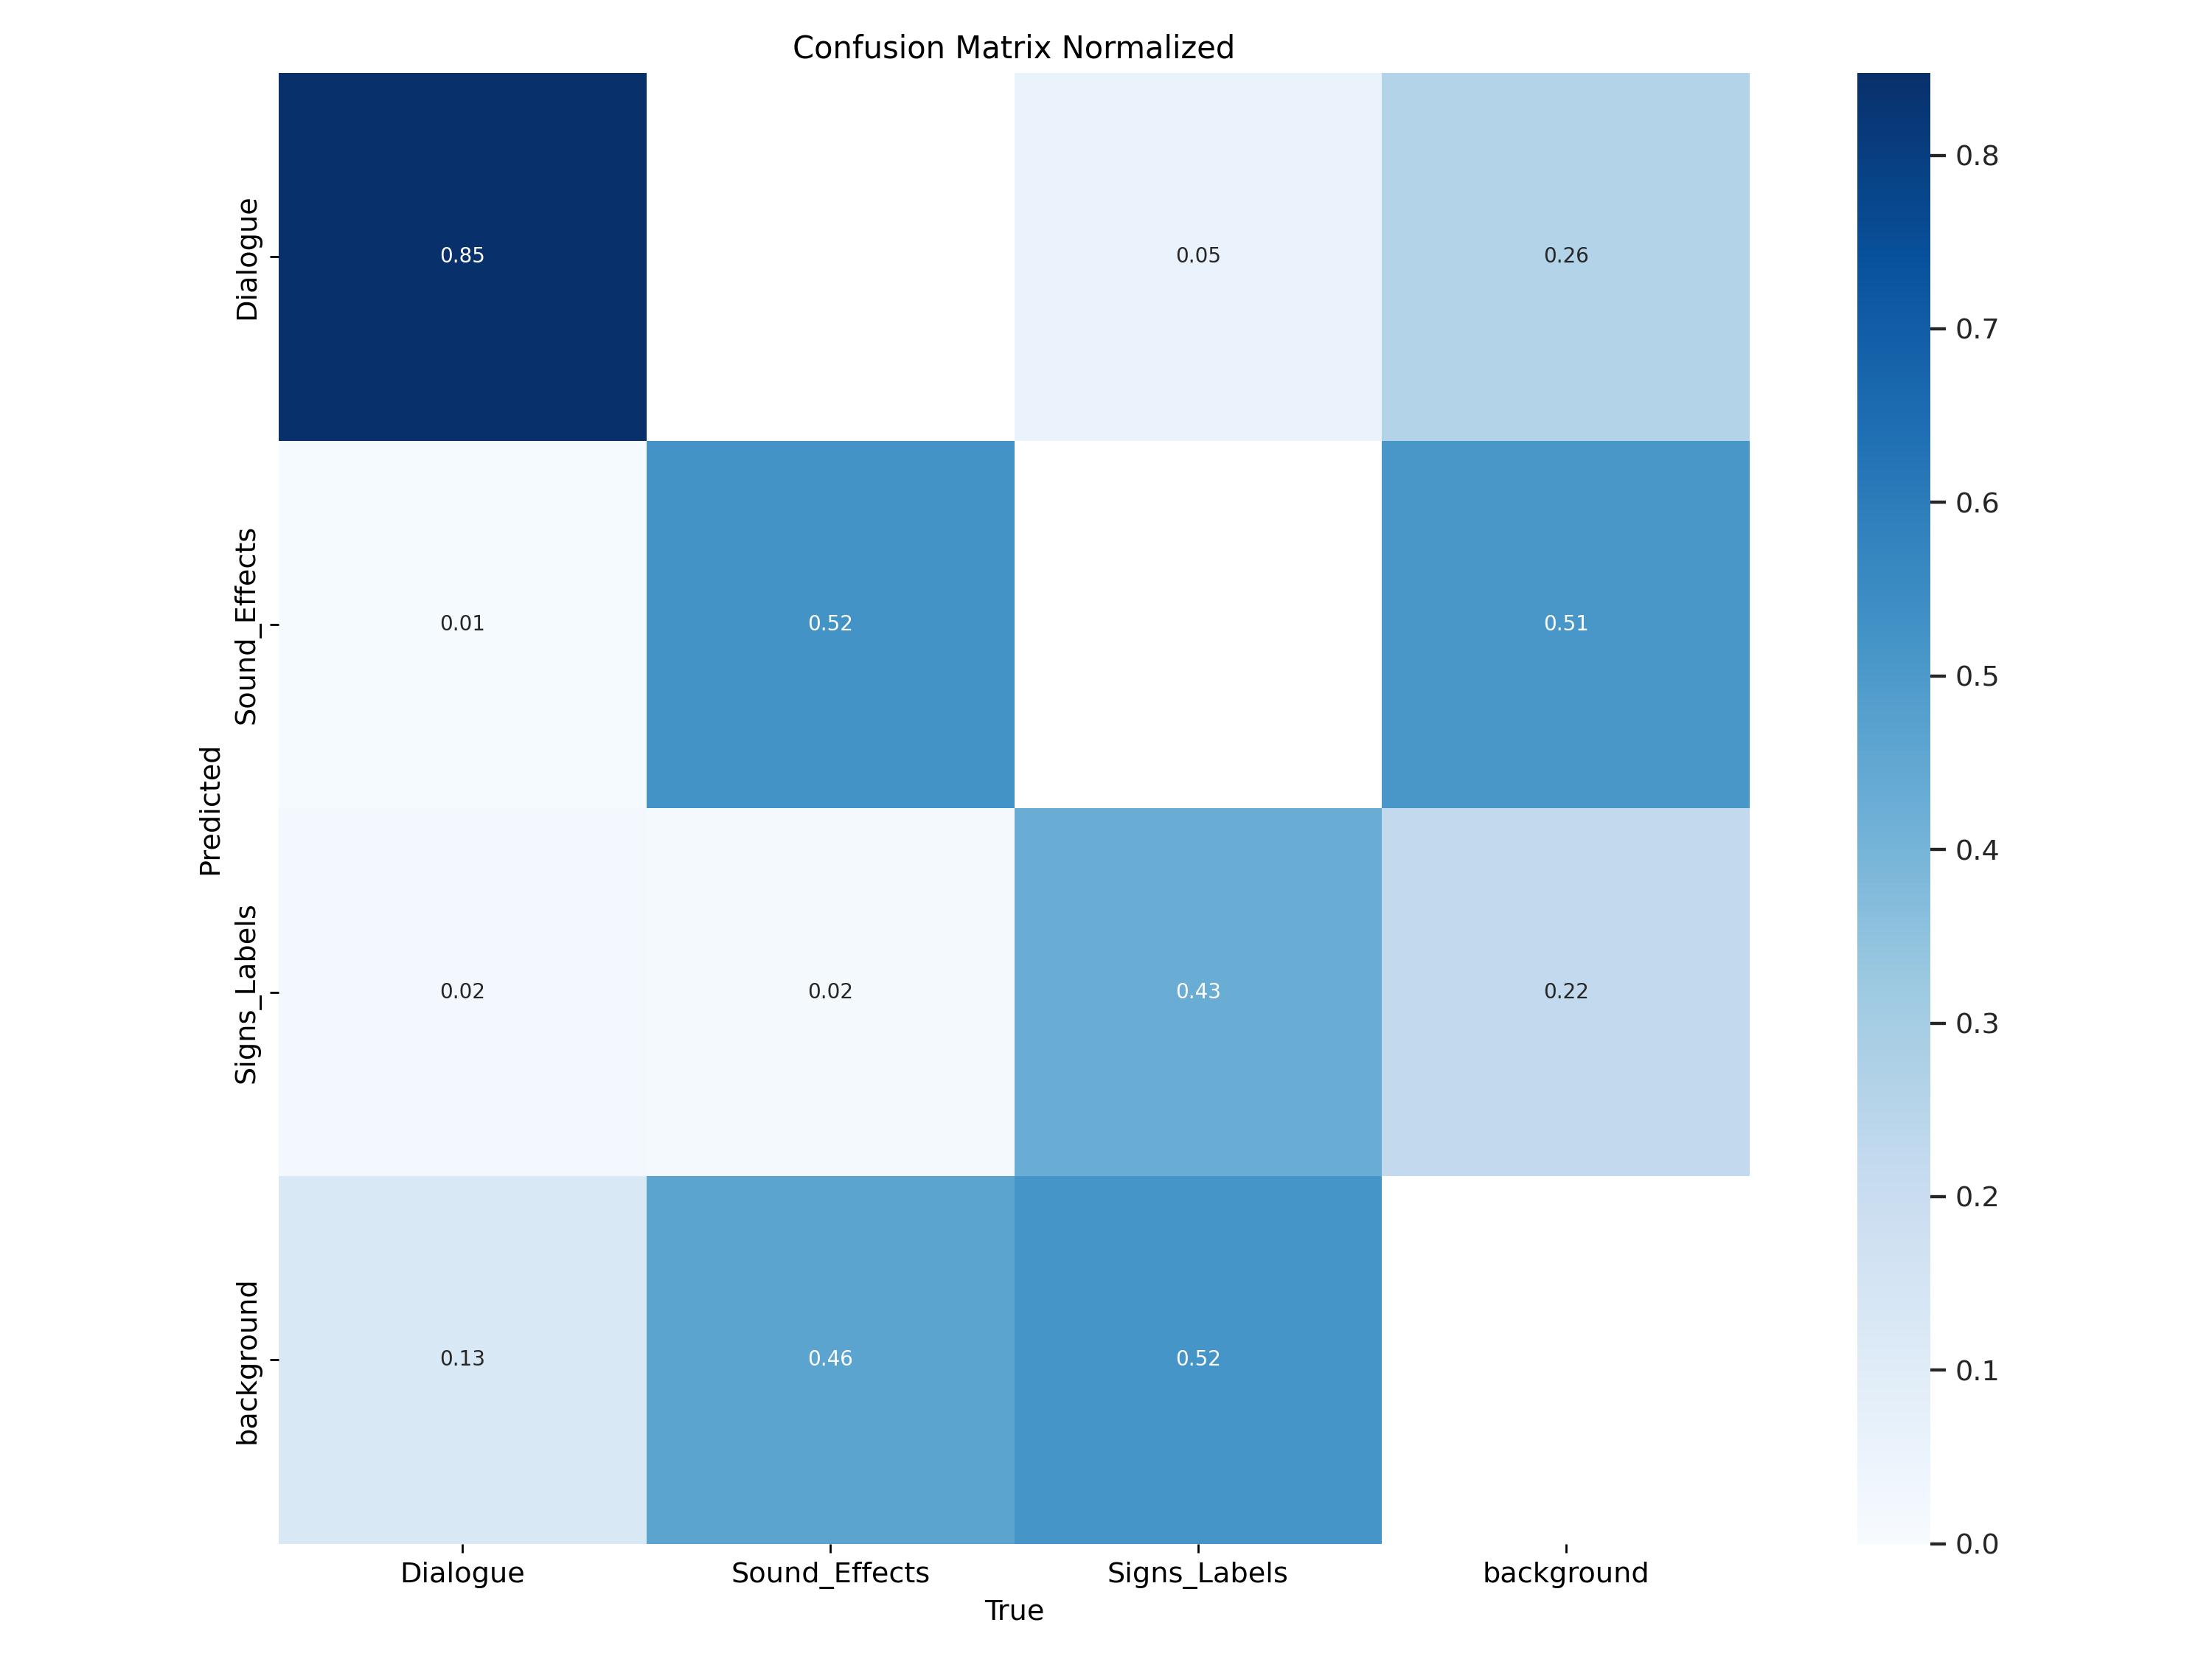 Confusion Matrix Normalized
Dialogue
0.85
0.05
0.26
Sound_Effects
0.01
0.52
0.51
Signs_Labels
0.02
0.02
0.43
0.22
background
0.13
0.46
0.52
Predicted
Dialogue
Sound_Effects
Signs_Labels
background
True
0.8
0.7
0.6
0.5
0.4
0.3
0.2
0.1
0.0